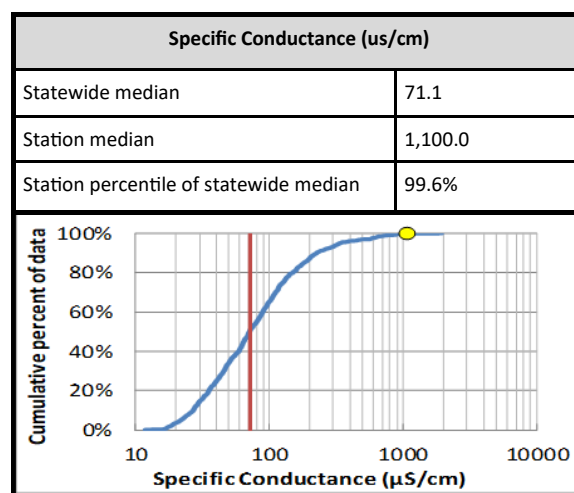 Specific Conductance (us/cm)
Statewide median 71.1
Station median 1,100.0
Station percentile of statewide median 99.6%
Cumulative percent of data
100%
80%
60%
40%
20%
0%
10 100 1000 10000
Specific Conductance (µS/cm)